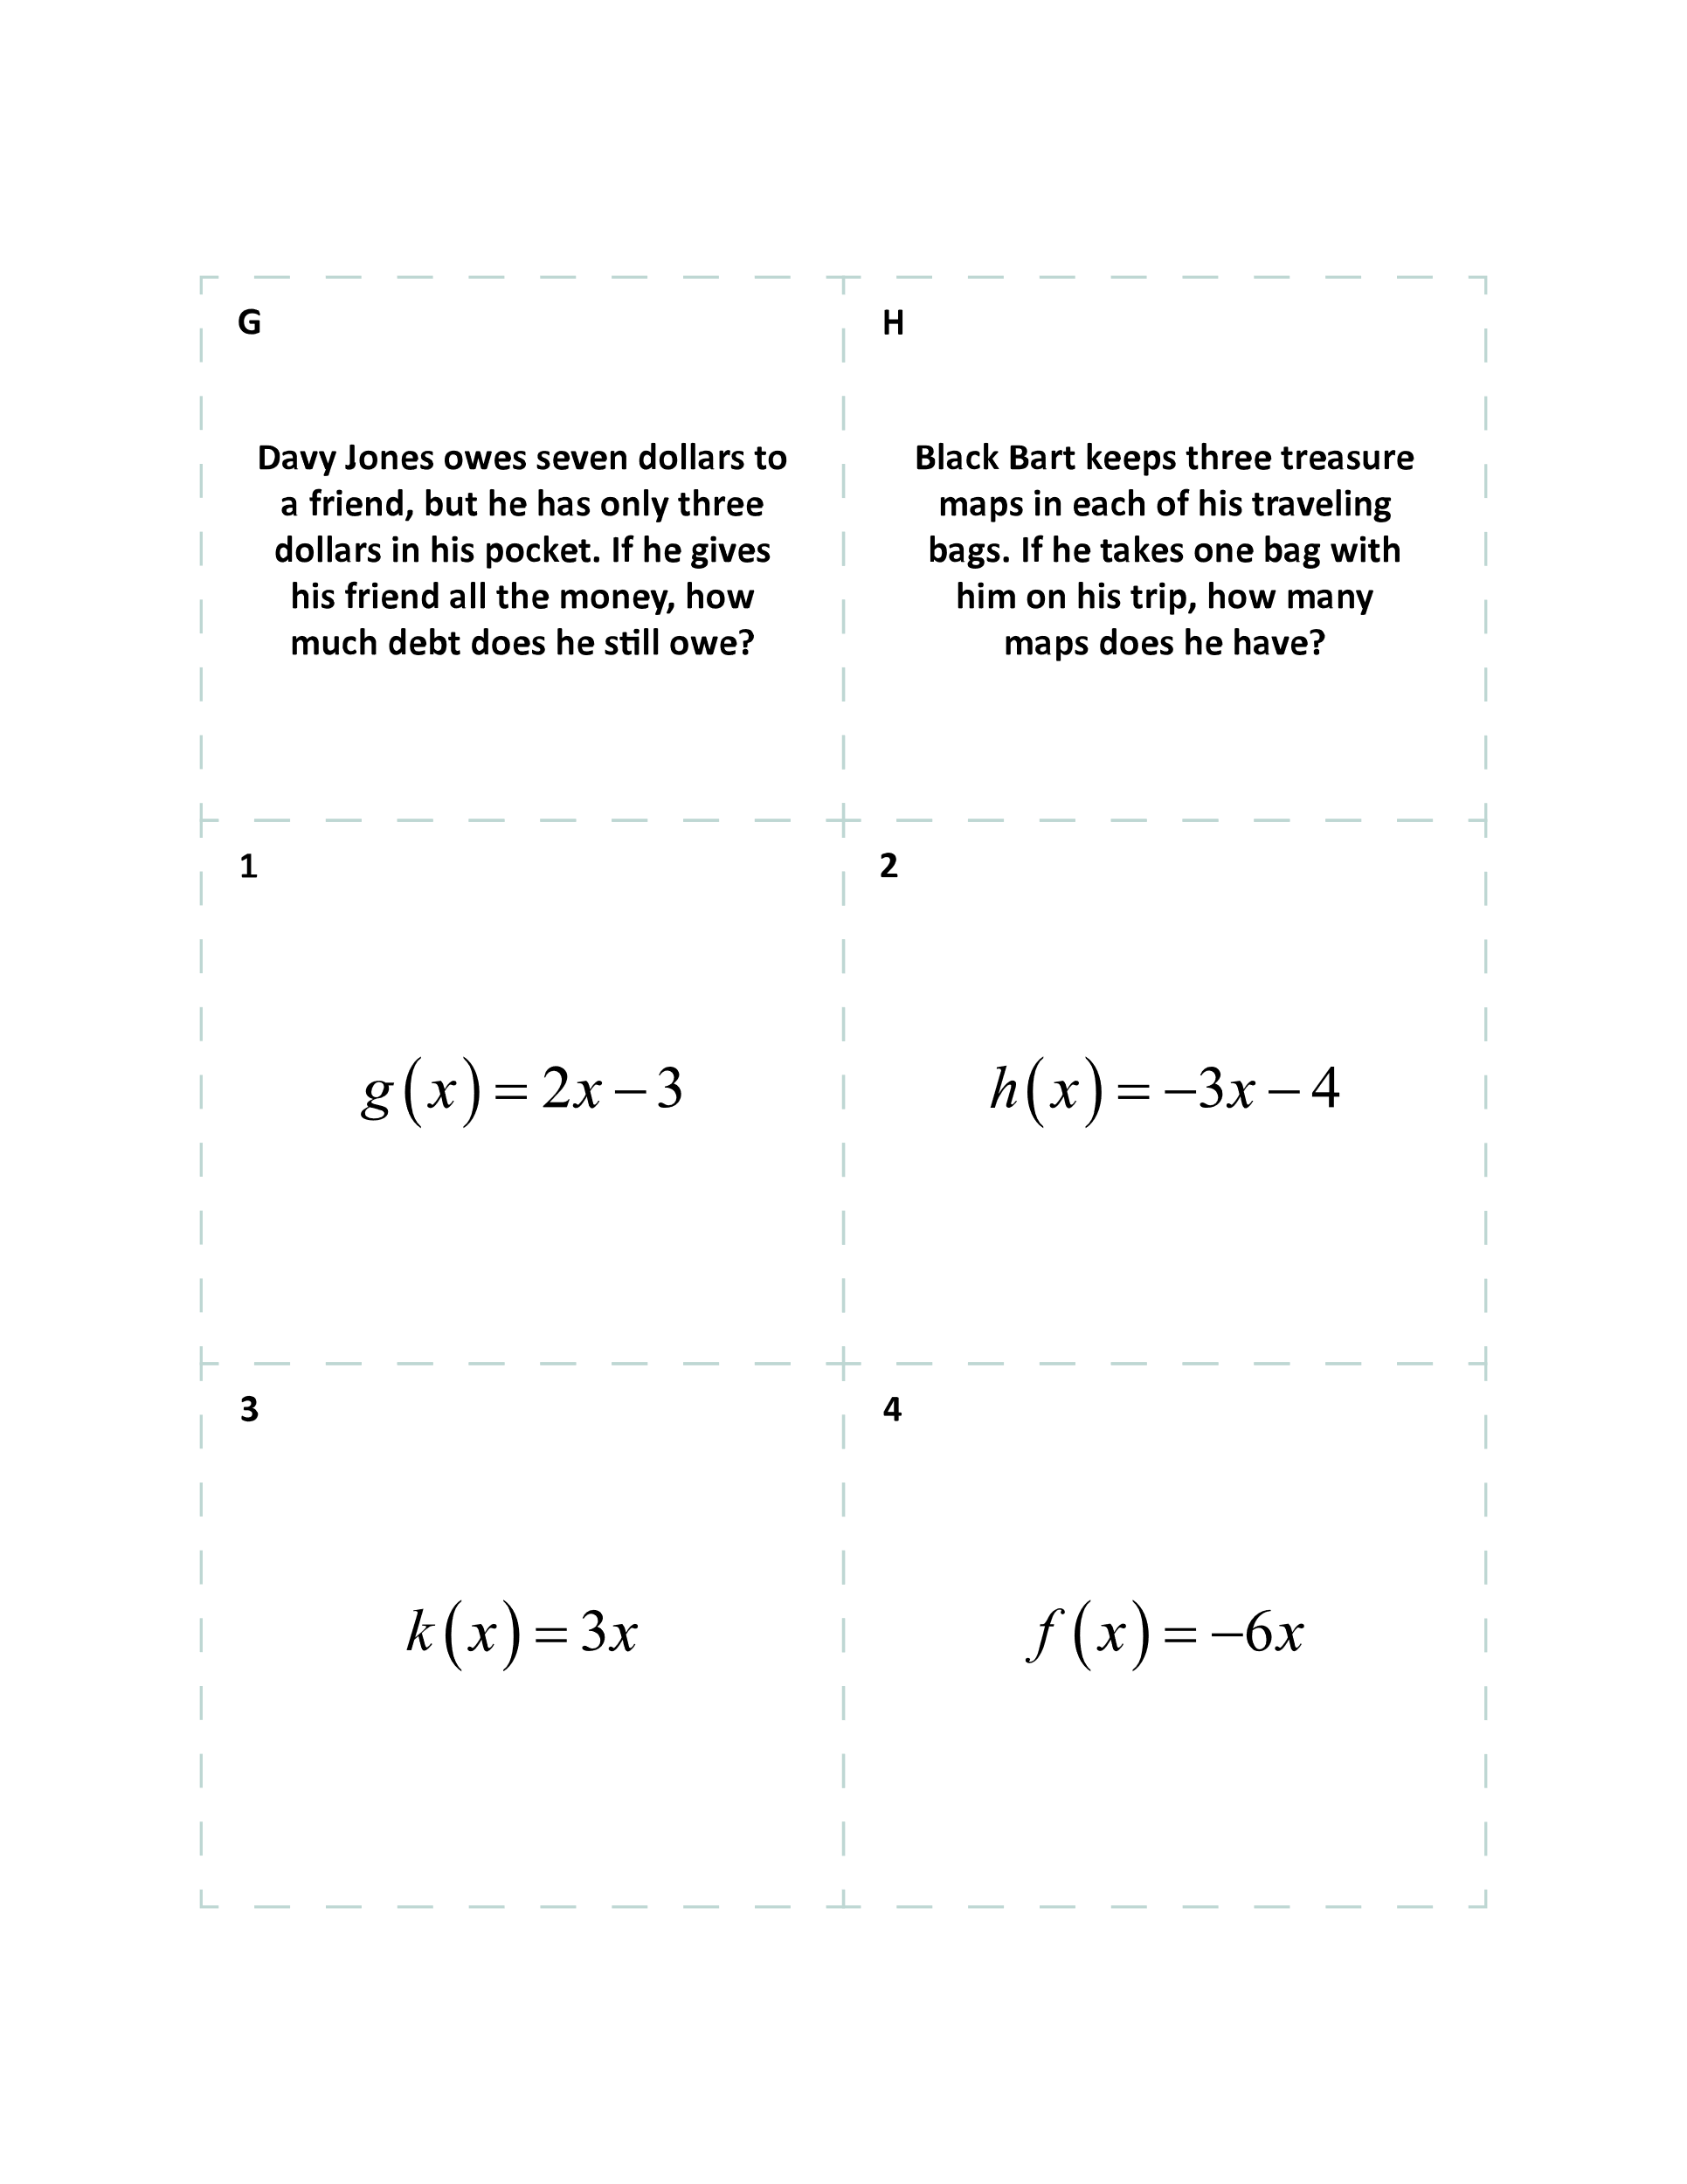 G
Davy Jones owes seven dollars to
a friend, but he has only three
dollars in his pocket. If he gives
his friend all the money, how
much debt does he still owe?
H
Black Bart keeps three treasure
maps in each of his traveling
bags. If he takes one bag with
him on his trip, how many
maps does he have?
1
g(x) = 2x − 3
2
h(x) = −3x − 4
3
k(x) = 3x
4
f(x) = −6x